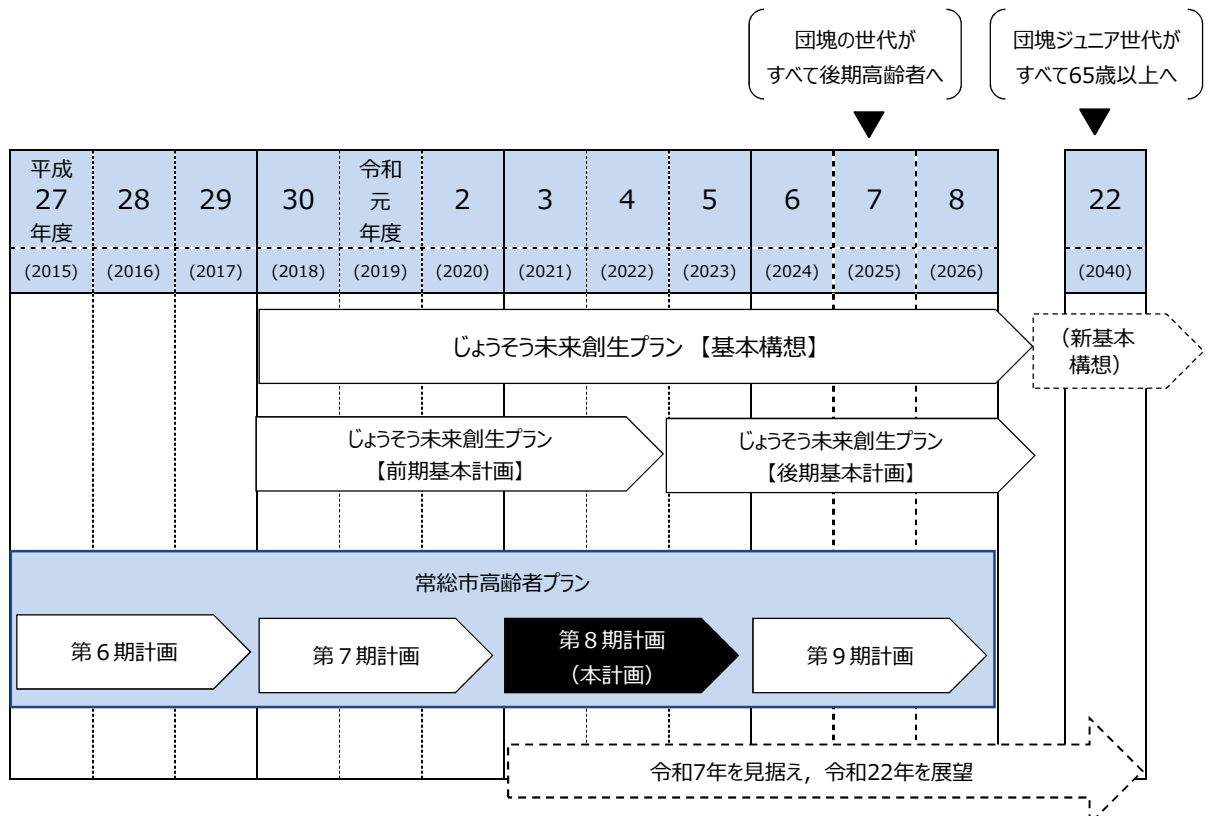 団塊の世代が
すべて後期高齢者へ
団塊ジュニア世代が
すべて65歳以上へ
平成
27
年度
28
29
30
令和
元
年度
2
3
4
5
6
7
8
22
(2015)
(2016)
(2017)
(2018)
(2019)
(2020)
(2021)
(2022)
(2023)
(2024)
(2025)
(2026)
(2040)
じょうそう未来創生プラン【基本構想】
(新基本
構想)
じょうそう未来創生プラン
【前期基本計画】
じょうそう未来創生プラン
【後期基本計画】
常総市高齢者プラン
第6期計画
第7期計画
第8期計画
(本計画)
第9期計画
令和7年を見据え，令和22年を展望